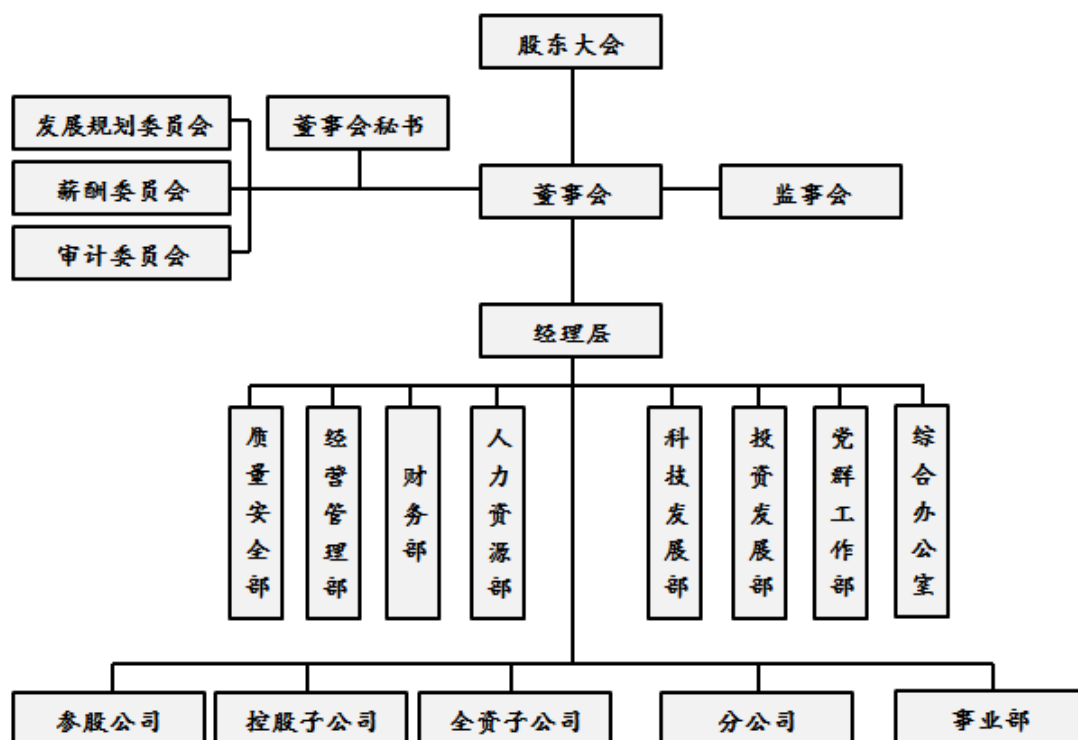 股东大会
发展规划委员会
董事会秘书
薪酬委员会
董事会
监事会
审计委员会
经理层
质量安全部
经营管理部
财务部
人力资源部
科技发展部
投资发展部
党群工作部
综合办公室
参股公司
控股子公司
全资子公司
分公司
事业部